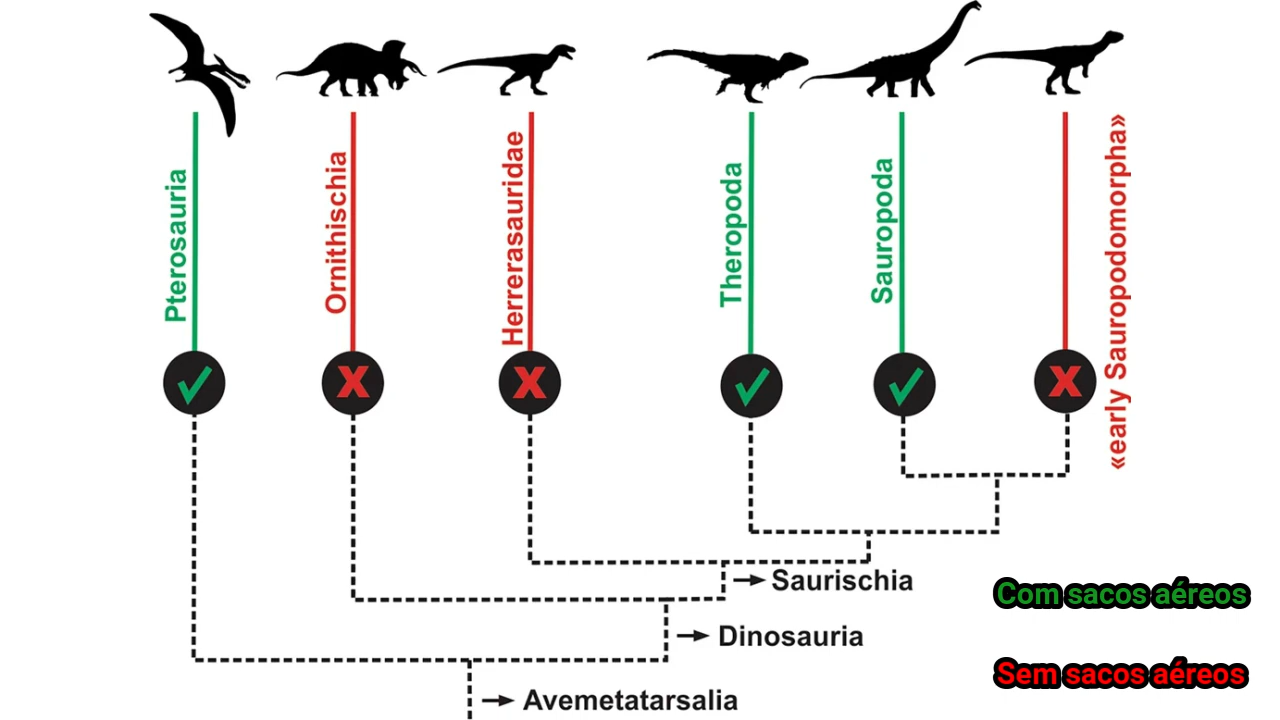 Pterosauria
Ornithischia
Herrerasauridae
Theropoda
Sauropoda
«early Sauropodomorpha»
Saurischia
Dinosauria
Avemetatarsalia
Com sacos aéreos
Sem sacos aéreos